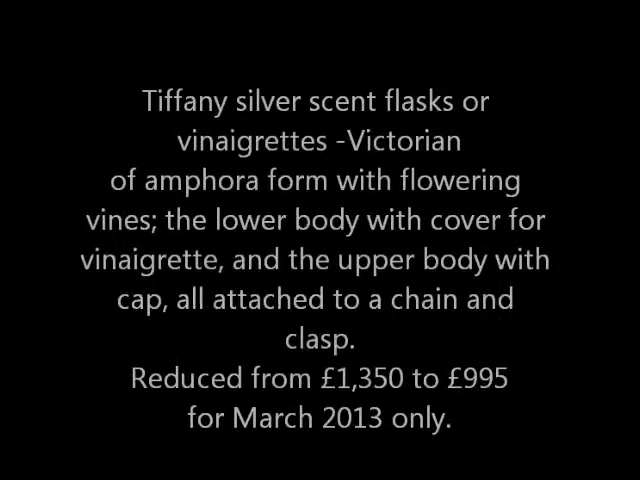 Tiffany silver scent flasks or
vinaigrettes -Victorian
of amphora form with flowering
vines; the lower body with cover for
vinaigrette, and the upper body with
cap, all attached to a chain and
clasp.
Reduced from £1,350 to £995
for March 2013 only.